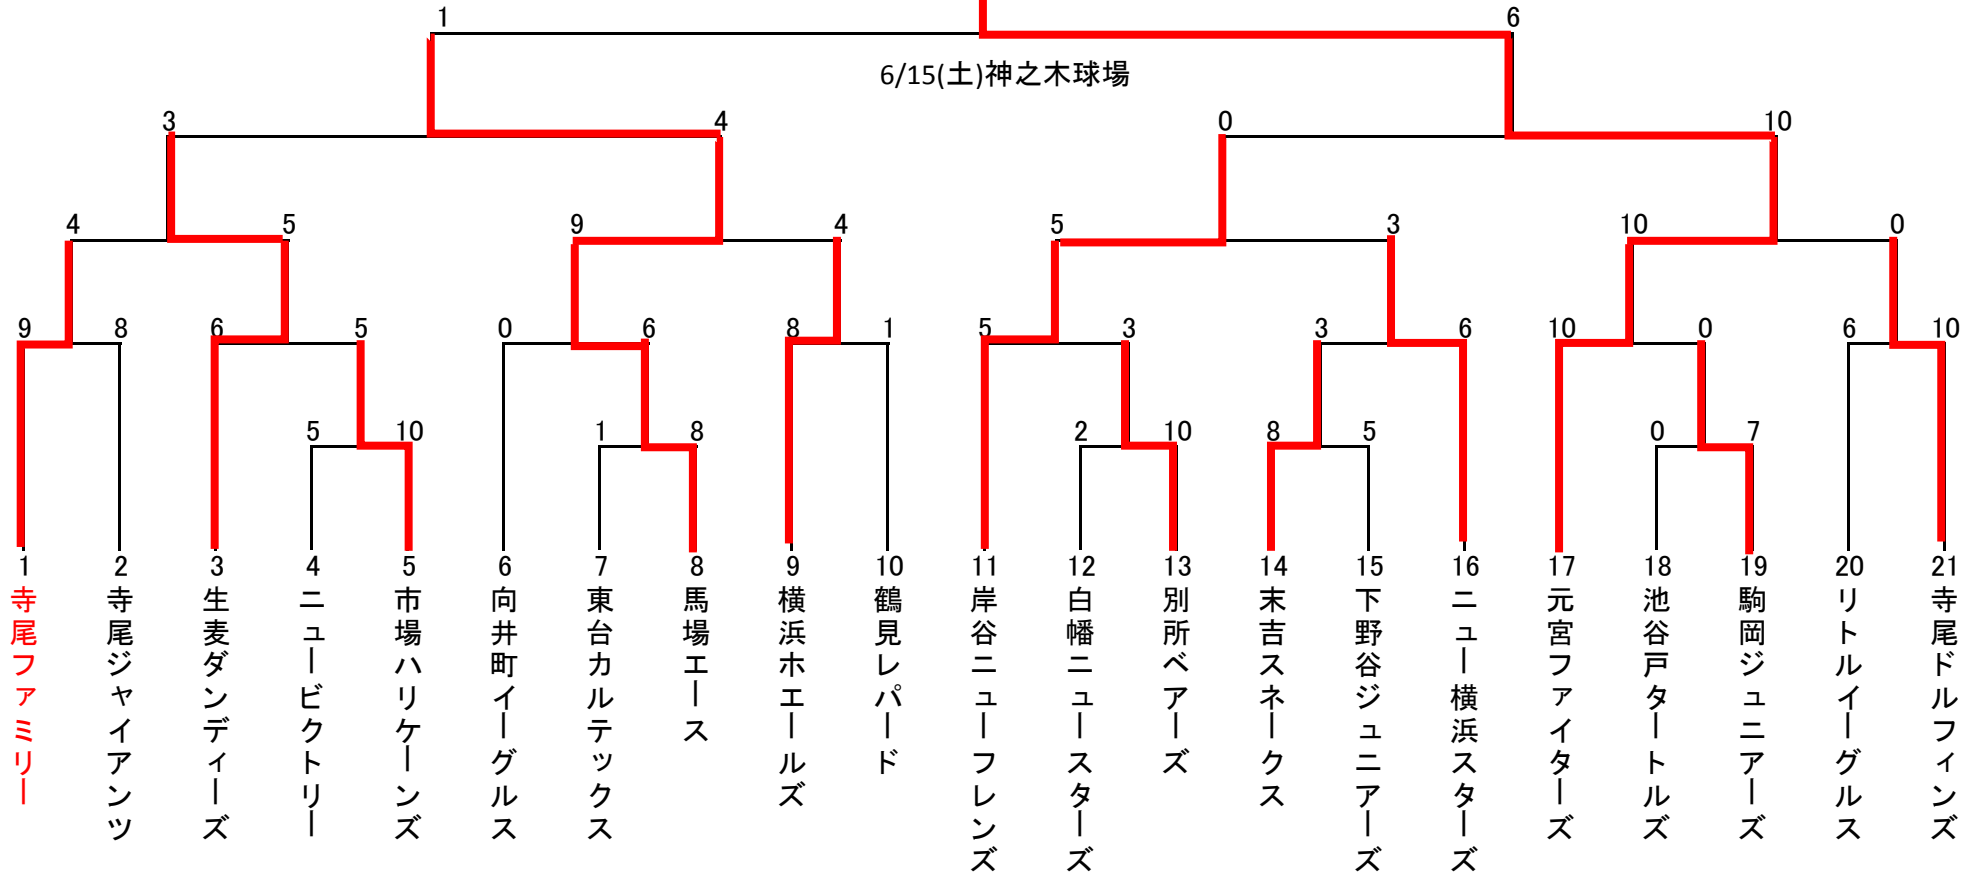 1
6
6/15(土)神之木球場
3
4
0
10
4
5
9
4
5
3
10
0
9
8
6
5
0
6
8
1
5
3
3
6
10
0
6
10
5
10
1
8
2
10
8
5
0
7
1
2
3
4
5
6
7
8
9
10
11
12
13
14
15
16
17
18
19
20
21
寺尾ファミリー
寺尾ジャイアンツ
生麦ダンディーズ
ニュービクトリー
市場ハリケーンズ
向井町イーグルス
東台カルテックス
馬場エース
横浜ホエールズ
鶴見レパード
岸谷ニューフレンズ
白幡ニュースターズ
別所ベアーズ
末吉スネークス
下野谷ジュニアーズ
ニュー横浜スターズ
元宮ファイターズ
池谷戸タートルズ
駒岡ジュニアーズ
リトルイーグルス
寺尾ドルフィンズ